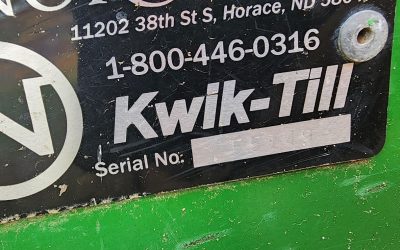 11202 38th St S, Horace, ND
1-800-446-0316
Kwik-Till
Serial No: